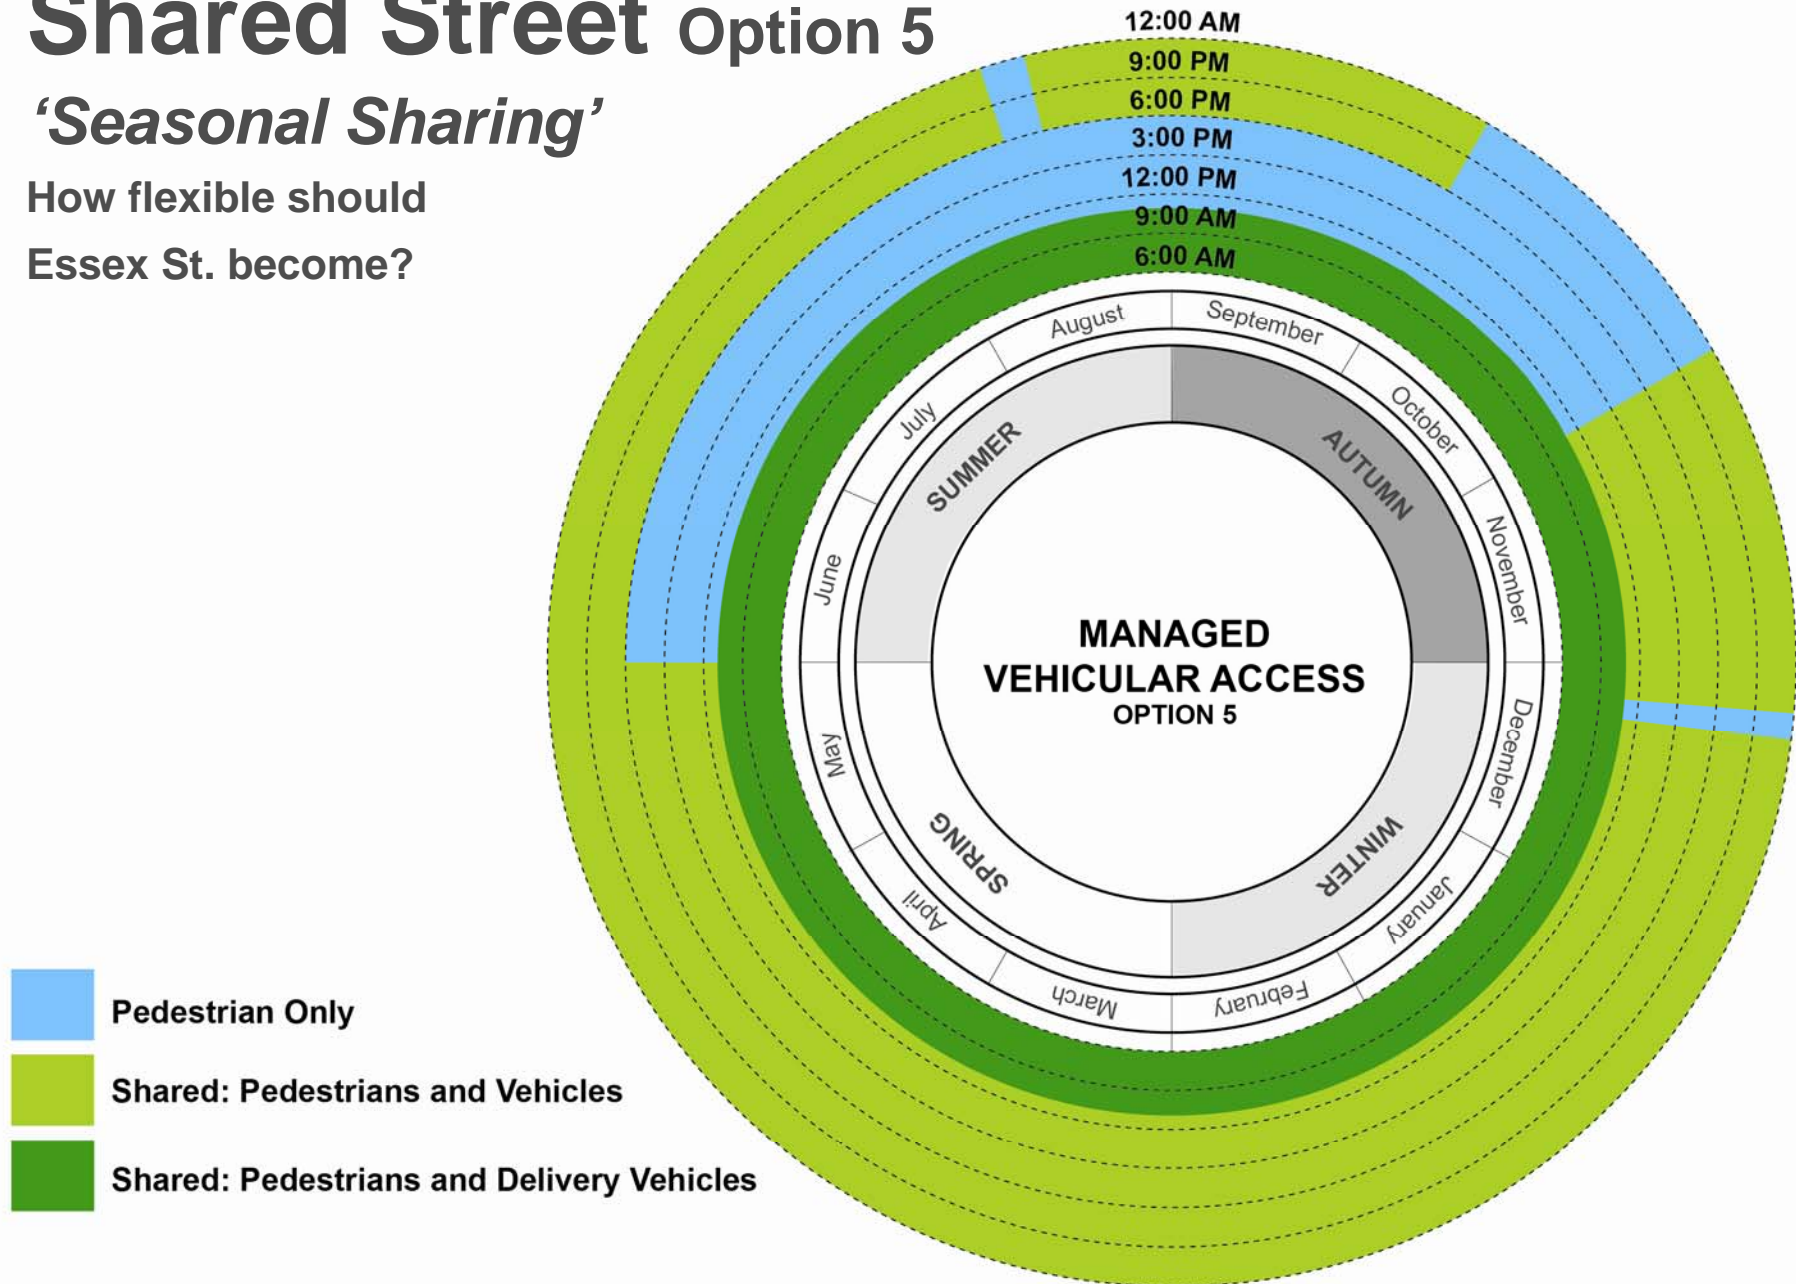 Shared Street Option 5
‘Seasonal Sharing’
How flexible should
Essex St. become?
12:00 AM
9:00 PM
6:00 PM
3:00 PM
12:00 PM
9:00 AM
6:00 AM
August
September
July
October
SUMMER
AUTUMN
June
November
MANAGED
VEHICULAR ACCESS
OPTION 5
May
December
SPRING
WINTER
April
January
March
February
Pedestrian Only
Shared: Pedestrians and Vehicles
Shared: Pedestrians and Delivery Vehicles